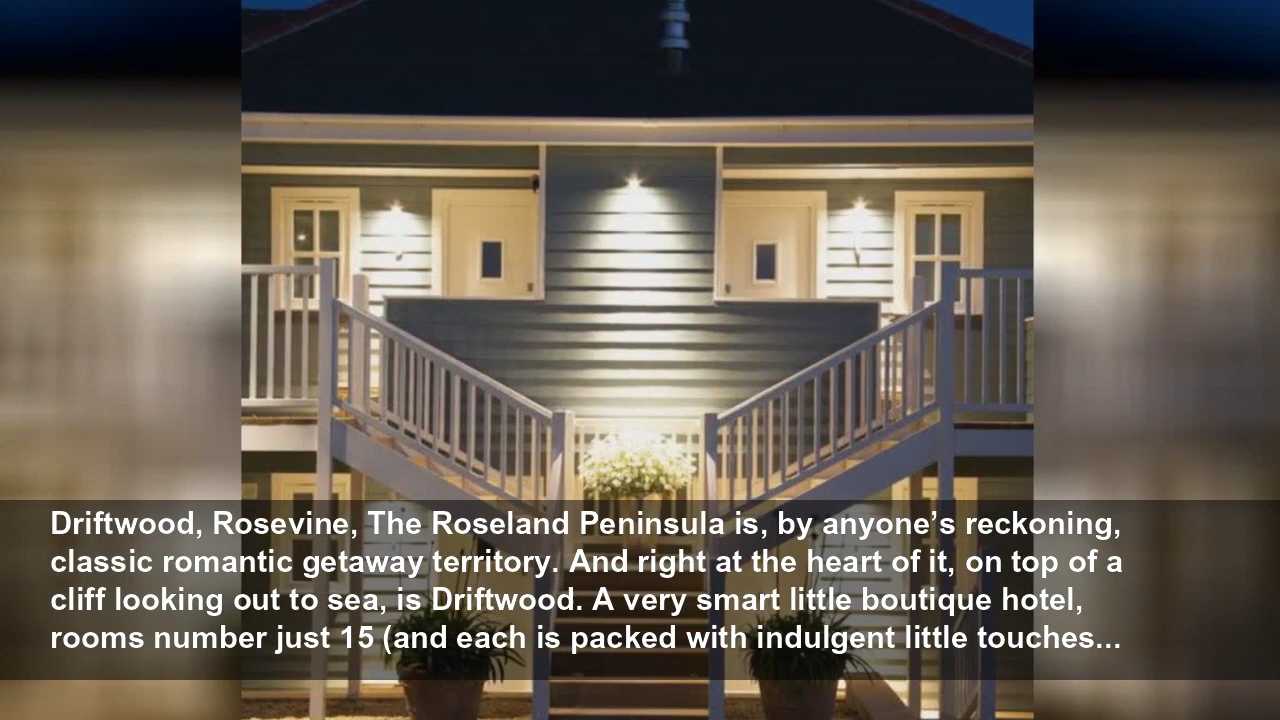 Driftwood, Rosevine, The Roseland Peninsula is, by anyone’s reckoning,
classic romantic getaway territory. And right at the heart of it, on top of a
cliff looking out to sea, is Driftwood. A very smart little boutique hotel,
rooms number just 15 (and each is packed with indulgent little touches...